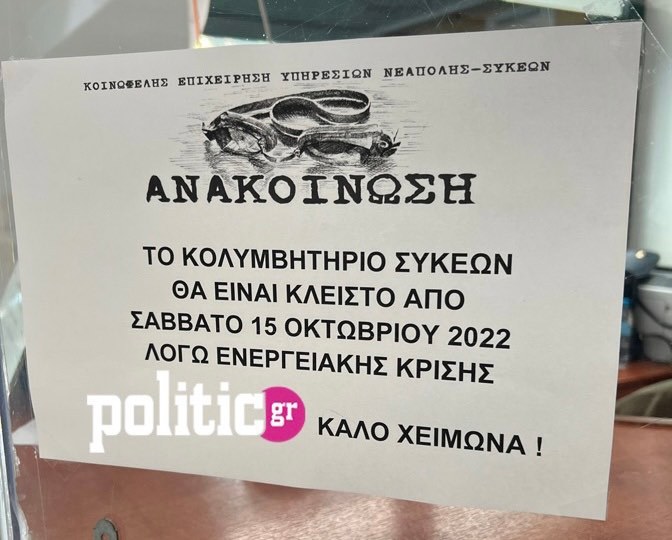 ΚΟΙΝΩΦΕΛΗΣ ΕΠΙΧΕΙΡΗΣΗ ΥΠΗΡΕΣΙΩΝ ΝΕΑΠΟΛΗΣ-ΣΥΚΕΩΝ
ΑΝΑΚΟΙΝΩΣΗ
ΤΟ ΚΟΛΥΜΒΗΤΗΡΙΟ ΣΥΚΕΩΝ
ΘΑ ΕΙΝΑΙ ΚΛΕΙΣΤΟ ΑΠΟ
ΣΑΒΒΑΤΟ 15 ΟΚΤΩΒΡΙΟΥ 2022
ΛΟΓΩ ΕΝΕΡΓΕΙΑΚΗΣ ΚΡΙΣΗΣ
politic gr
ΚΑΛΟ ΧΕΙΜΩΝΑ !